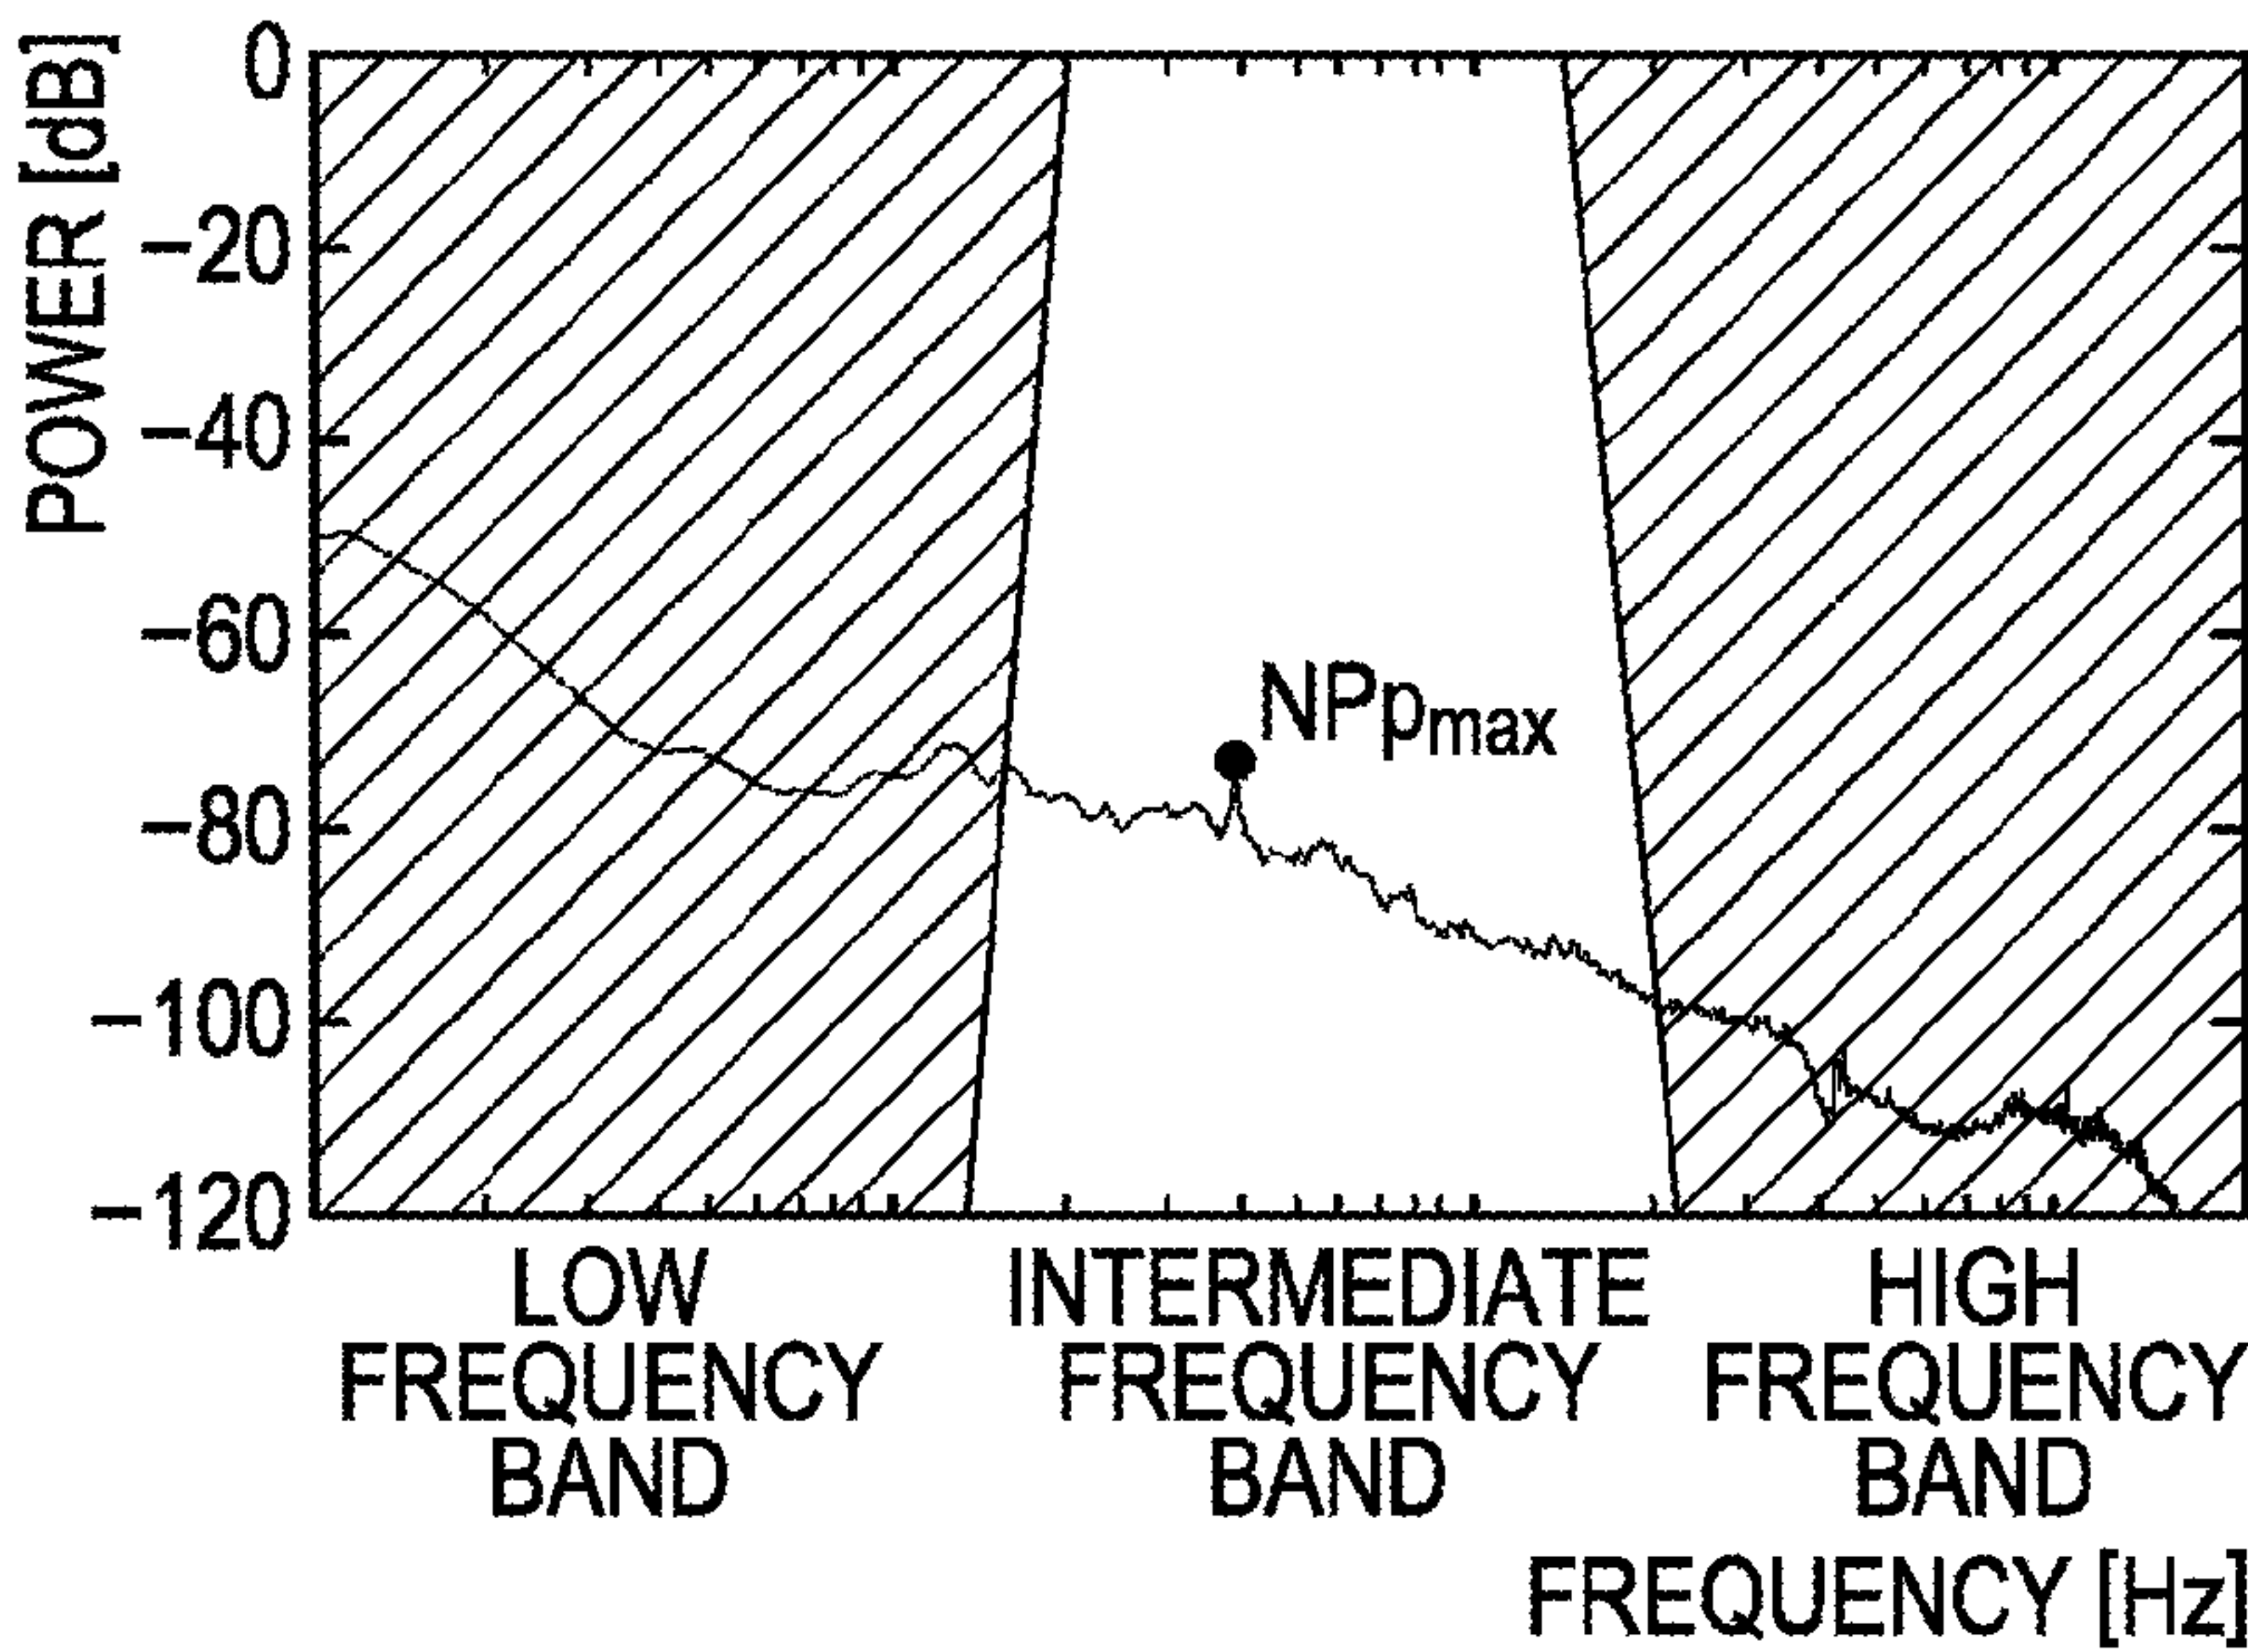 POWER [dB]
0
−20
−40
−60
−80
−100
−120
NPpmax
LOW
FREQUENCY
BAND
INTERMEDIATE
FREQUENCY
BAND
HIGH
FREQUENCY
BAND
FREQUENCY [Hz]